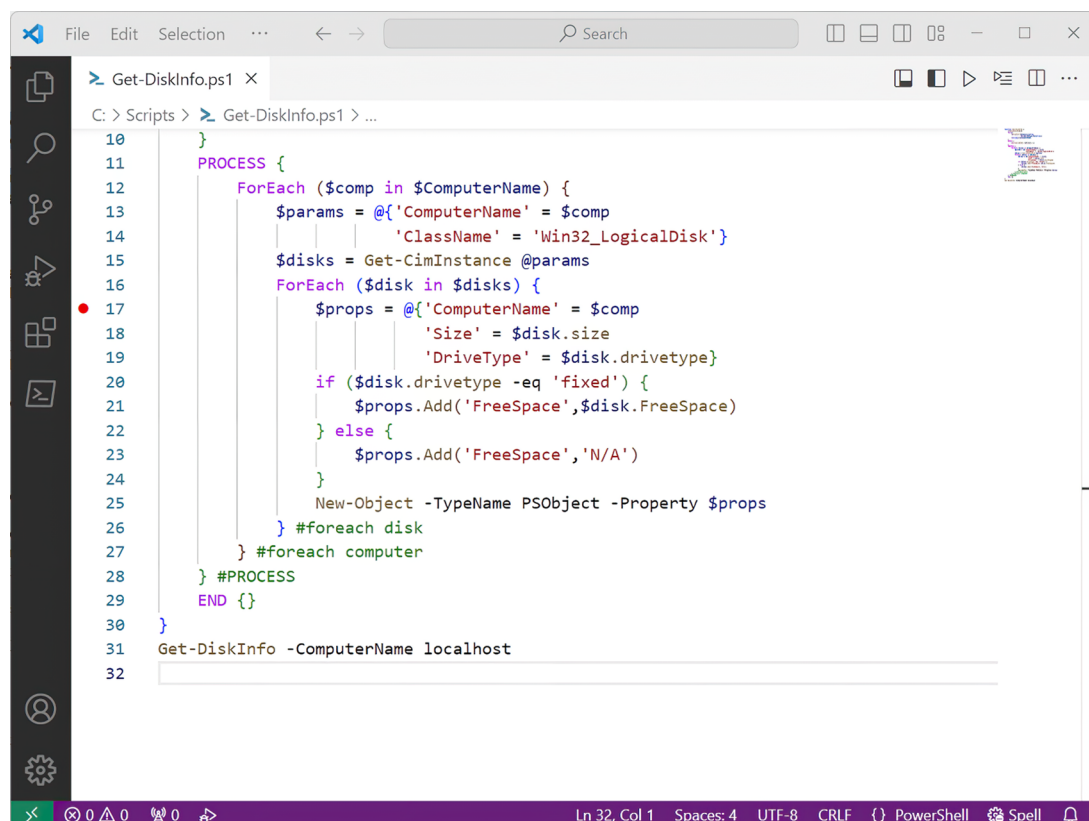 File Edit Selection ··· Search
Get-DiskInfo.ps1
C: > Scripts > Get-DiskInfo.ps1 > ...
10 }
11 PROCESS {
12 ForEach ($comp in $ComputerName) {
13 $params = @{'ComputerName' = $comp
14 'ClassName' = 'Win32_LogicalDisk'}
15 $disks = Get-CimInstance @params
16 ForEach ($disk in $disks) {
17 $props = @{'ComputerName' = $comp
18 'Size' = $disk.size
19 'DriveType' = $disk.drivetype}
20 if ($disk.drivetype -eq 'fixed') {
21 $props.Add('FreeSpace',$disk.FreeSpace)
22 } else {
23 $props.Add('FreeSpace','N/A')
24 }
25 New-Object -TypeName PSObject -Property $props
26 } #foreach disk
27 } #foreach computer
28 } #PROCESS
29 END {}
30 }
31 Get-DiskInfo -ComputerName localhost
32
0 0 0 Ln 32, Col 1 Spaces: 4 UTF-8 CRLF {} PowerShell Spell